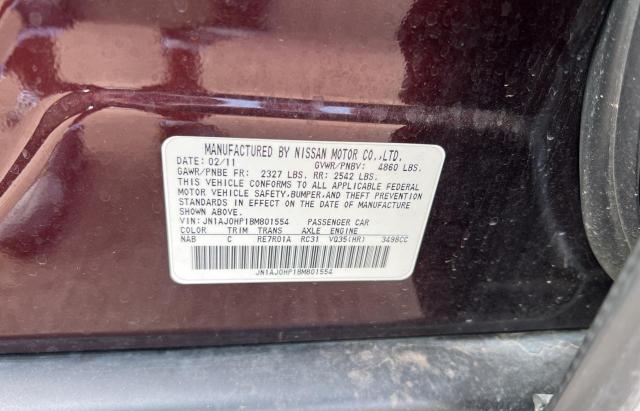 MANUFACTURED BY NISSAN MOTOR CO.,LTD.
DATE: 02/11 GVWR/PNBV: 4860 LBS.
GAWR/PNBE FR: 2327 LBS. RR: 2542 LBS.
THIS VEHICLE CONFORMS TO ALL APPLICABLE FEDERAL
MOTOR VEHICLE SAFETY,BUMPER,AND THEFT PREVENTION
STANDARDS IN EFFECT ON THE DATE OF MANUFACTURE
SHOWN ABOVE.
VIN: JN1AJ0HP1BM801554 PASSENGER CAR
COLOR TRIM TRANS AXLE ENGINE
NAB C RE7R01A RC31 VQ35(HR) 3498CC
JN1AJ0HP1BM801554